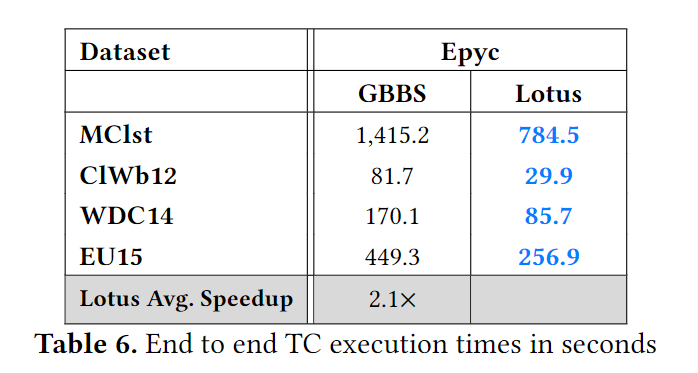 Dataset Epyc
GBBS Lotus
MClst 1,415.2 784.5
ClWb12 81.7 29.9
WDC14 170.1 85.7
EU15 449.3 256.9
Lotus Avg. Speedup 2.1×
Table 6. End to end TC execution times in seconds